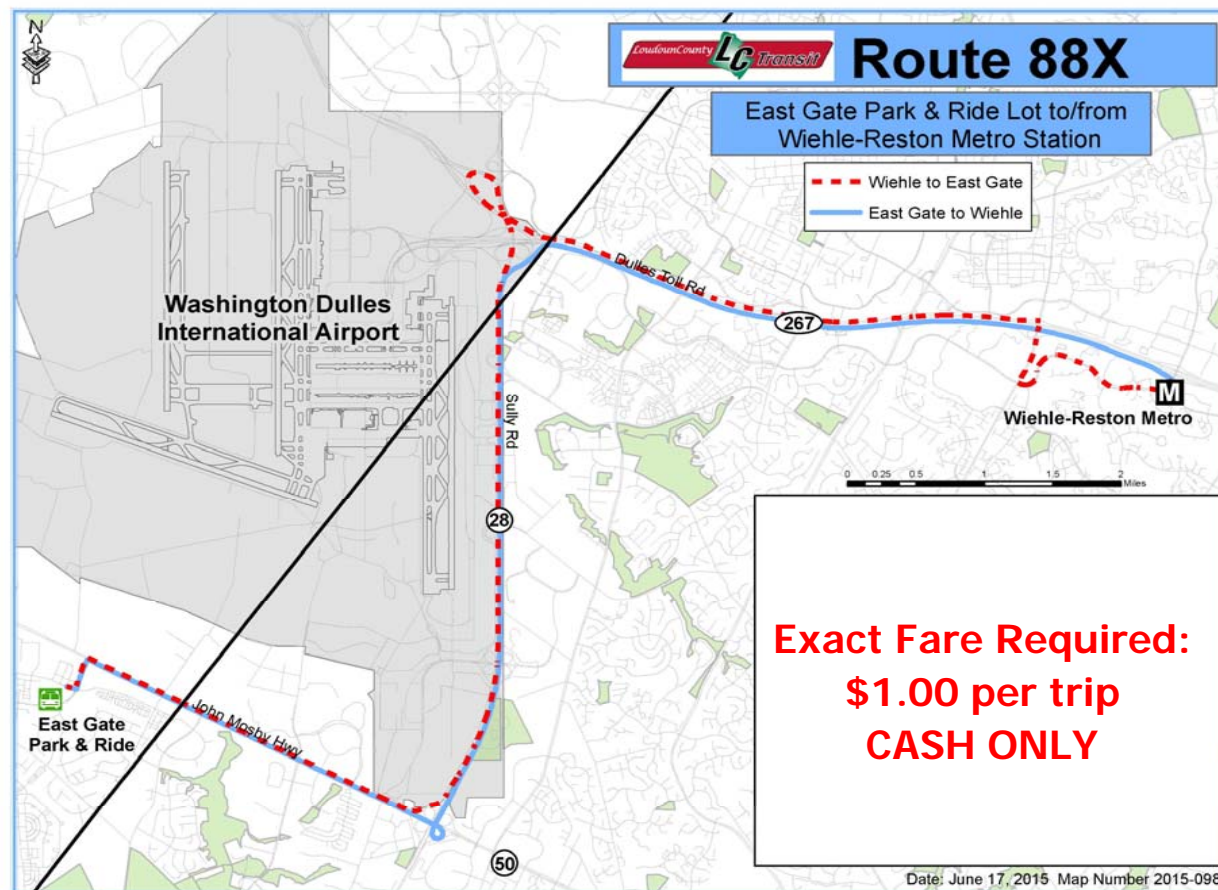 N
LoudounCounty LC Transit
Route 88X
East Gate Park & Ride Lot to/from
Wiehle-Reston Metro Station
Wiehle to East Gate
East Gate to Wiehle
Dulles Toll Rd
267
Washington Dulles
International Airport
M
Wiehle-Reston Metro
Sully Rd
0 0.25 0.5 1 1.5 2
Miles
28
Exact Fare Required:
$1.00 per trip
CASH ONLY
East Gate
Park & Ride
John Mosby Hwy
50
Date: June 17, 2015 Map Number 2015-098